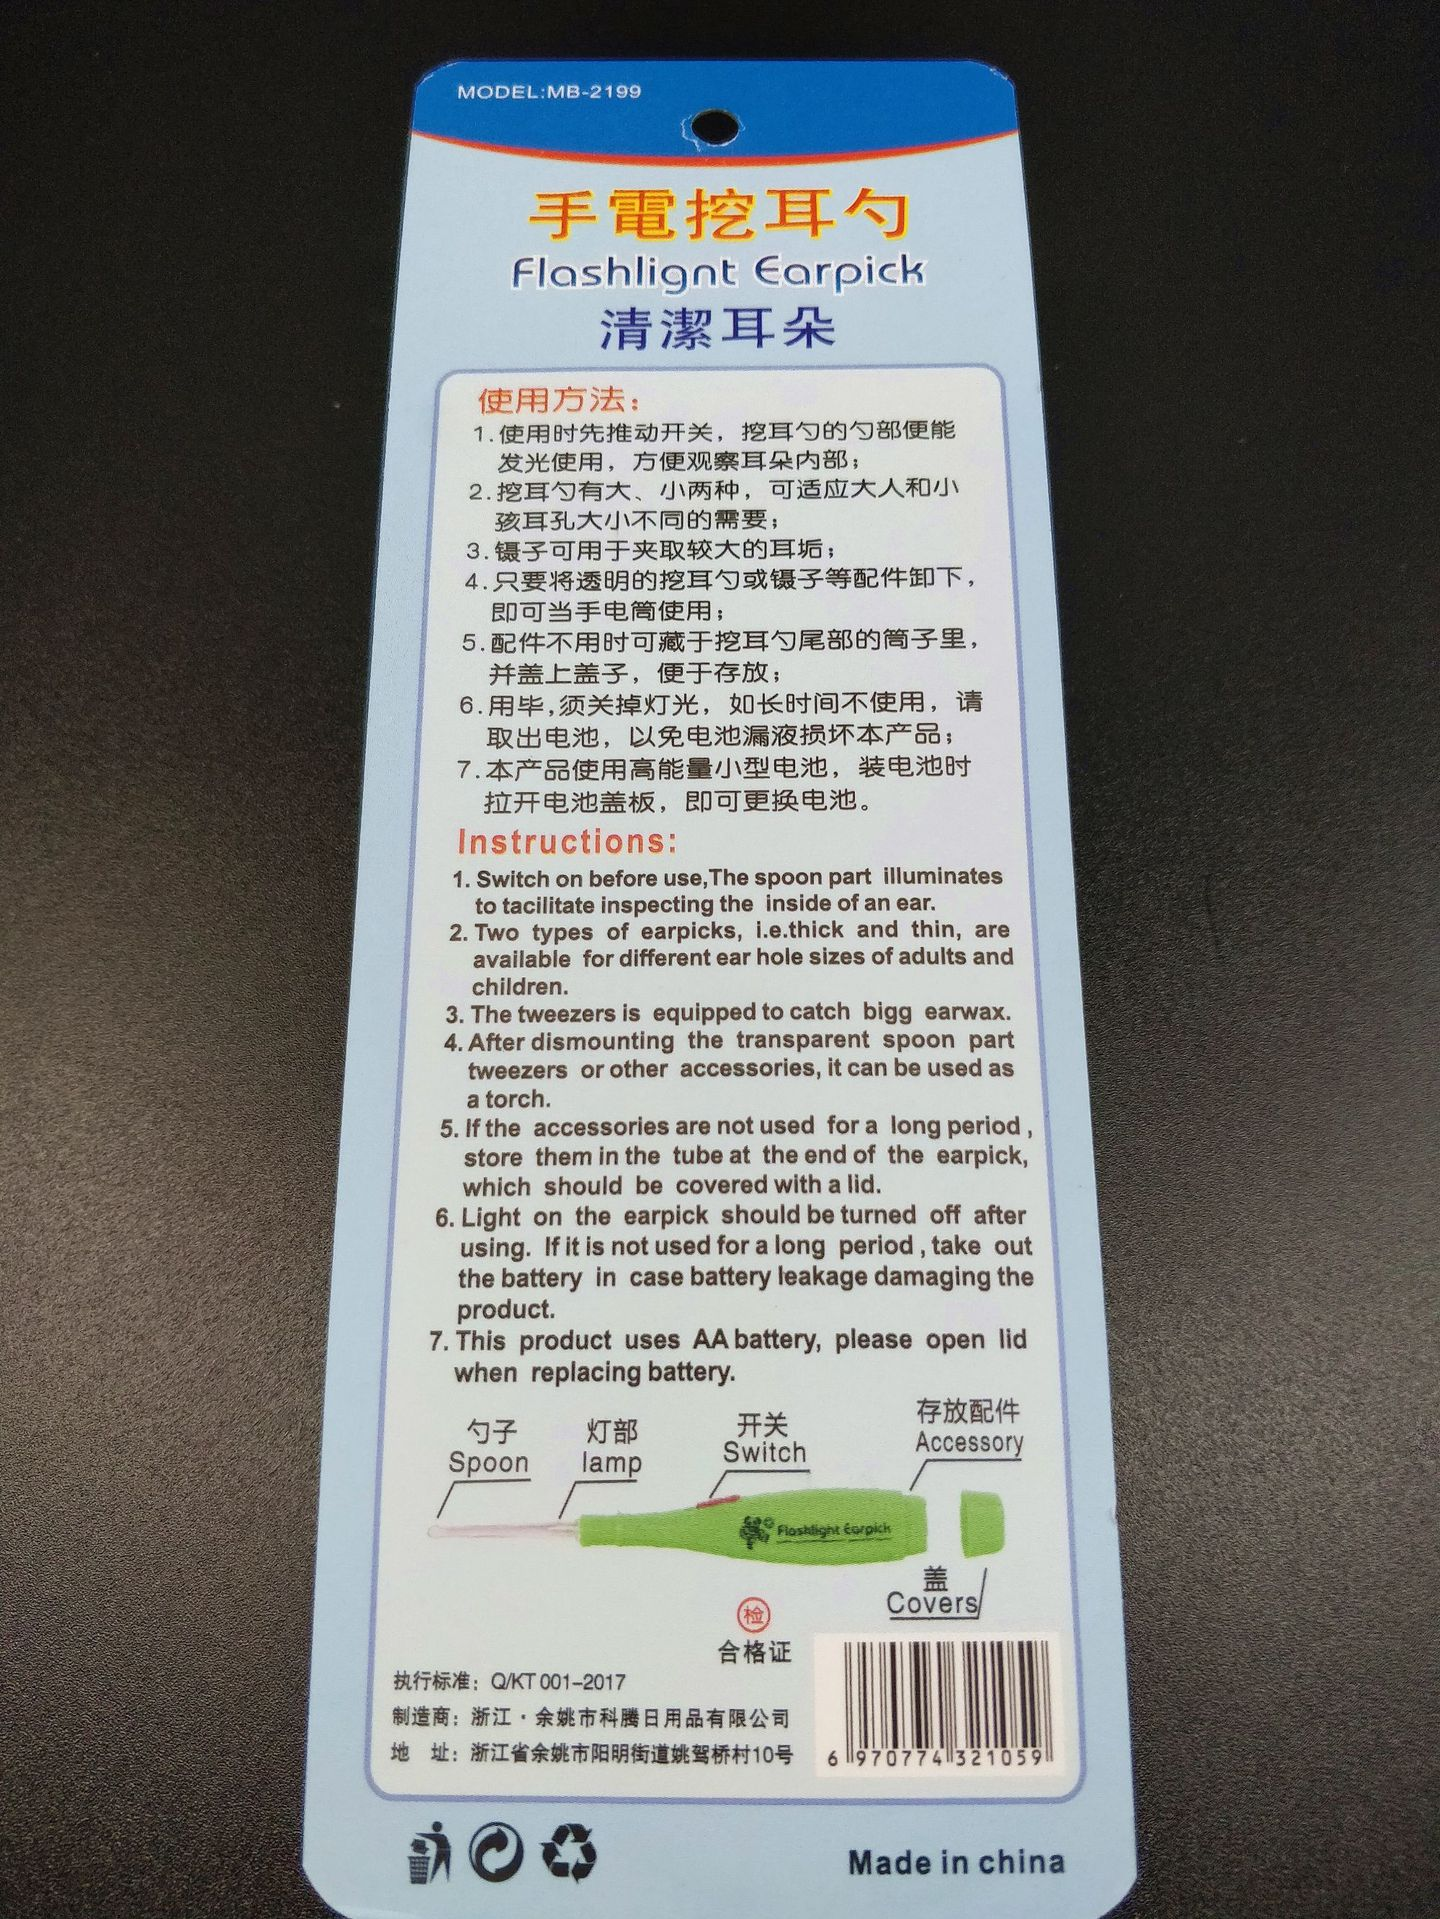 MODEL:MB-2199
手電挖耳勺
Flashlignt Earpick
清潔耳朵
使用方法：
1.使用时先推动开关，挖耳勺的勺部便能
发光使用，方便观察耳朵内部；
2.挖耳勺有大、小两种，可适应大人和小
孩耳孔大小不同的需要；
3.镊子可用于夹取较大的耳垢；
4.只要将透明的挖耳勺或镊子等配件卸下，
即可当手电筒使用；
5.配件不用时可藏于挖耳勺尾部的筒子里，
并盖上盖子，便于存放；
6.用毕,须关掉灯光，如长时间不使用，请
取出电池，以免电池漏液损坏本产品；
7.本产品使用高能量小型电池，装电池时
拉开电池盖板，即可更换电池。
Instructions:
1. Switch on before use,The spoon part illuminates
to tacilitate inspecting the inside of an ear.
2. Two types of earpicks, i.e.thick and thin, are
available for different ear hole sizes of adults and
children.
3. The tweezers is equipped to catch bigg earwax.
4. After dismounting the transparent spoon part
tweezers or other accessories, it can be used as
a torch.
5. If the accessories are not used for a long period ,
store them in the tube at the end of the earpick,
which should be covered with a lid.
6. Light on the earpick should be turned off after
using. If it is not used for a long period , take out
the battery in case battery leakage damaging the
product.
7. This product uses AA battery, please open lid
when replacing battery.
勺子
Spoon
灯部
lamp
开关
Switch
存放配件
Accessory
Flashlight Earpick
盖
Covers
检
合格证
执行标准：Q/KT 001-2017
制造商：浙江·余姚市科腾日用品有限公司
地 址：浙江省余姚市阳明街道姚驾桥村10号
6 970774 321059
Made in china